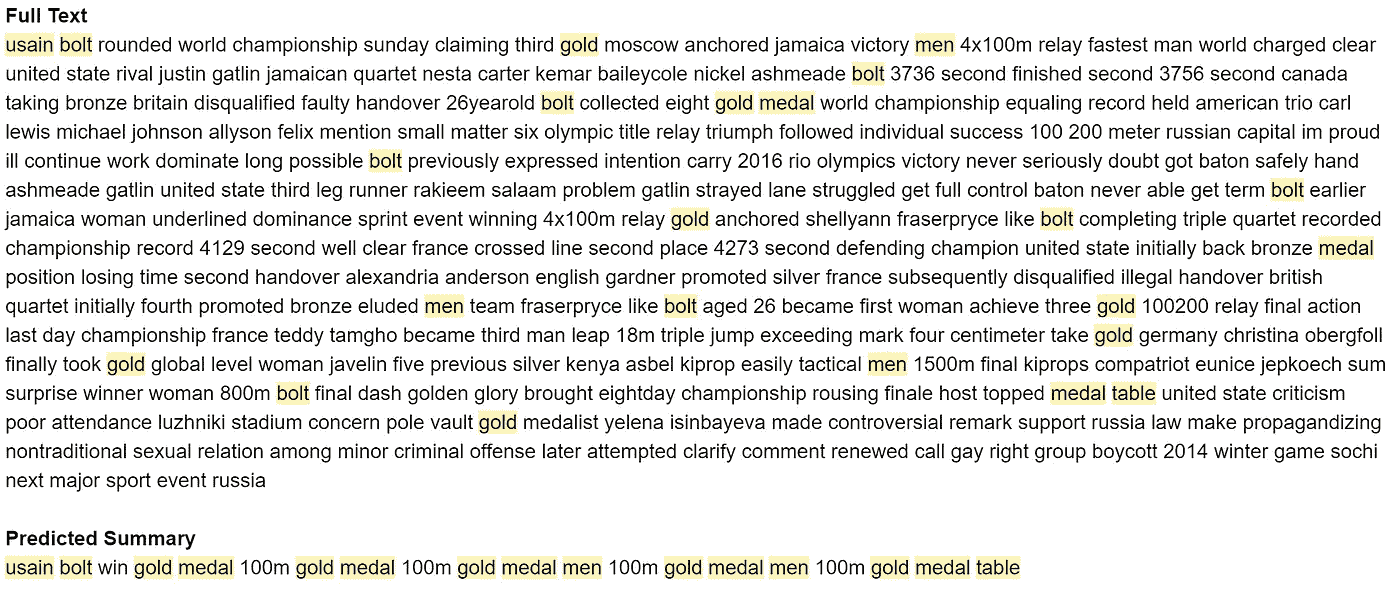 Full Text
usain bolt rounded world championship sunday claiming third gold moscow anchored jamaica victory men 4x100m relay fastest man world charged clear
united state rival justin gatlin jamaican quartet nesta carter kemar baileycole nickel ashmeade bolt 3736 second finished second 3756 second canada
taking bronze britain disqualified faulty handover 26yearold bolt collected eight gold medal world championship equaling record held american trio carl
lewis michael johnson allyson felix mention small matter six olympic title relay triumph followed individual success 100 200 meter russian capital im proud
ill continue work dominate long possible bolt previously expressed intention carry 2016 rio olympics victory never seriously doubt got baton safely hand
ashmeade gatlin united state third leg runner rakieem salaam problem gatlin strayed lane struggled get full control baton never able get term bolt earlier
jamaica woman underlined dominance sprint event winning 4x100m relay gold anchored shellyann fraserpryce like bolt completing triple quartet recorded
championship record 4129 second well clear france crossed line second place 4273 second defending champion united state initially back bronze medal
position losing time second handover alexandria anderson english gardner promoted silver france subsequently disqualified illegal handover british
quartet initially fourth promoted bronze eluded men team fraserpryce like bolt aged 26 became first woman achieve three gold 100200 relay final action
last day championship france teddy tamgho became third man leap 18m triple jump exceeding mark four centimeter take gold germany christina obergfoll
finally took gold global level woman javelin five previous silver kenya asbel kiprop easily tactical men 1500m final kiprops compatriot eunice jepkoech sum
surprise winner woman 800m bolt final dash golden glory brought eightday championship rousing finale host topped medal table united state criticism
poor attendance luzhniki stadium concern pole vault gold medalist yelena isinbayeva made controversial remark support russia law make propagandizing
nontraditional sexual relation among minor criminal offense later attempted clarify comment renewed call gay right group boycott 2014 winter game sochi
next major sport event russia
Predicted Summary
usain bolt win gold medal 100m gold medal 100m gold medal men 100m gold medal men 100m gold medal table